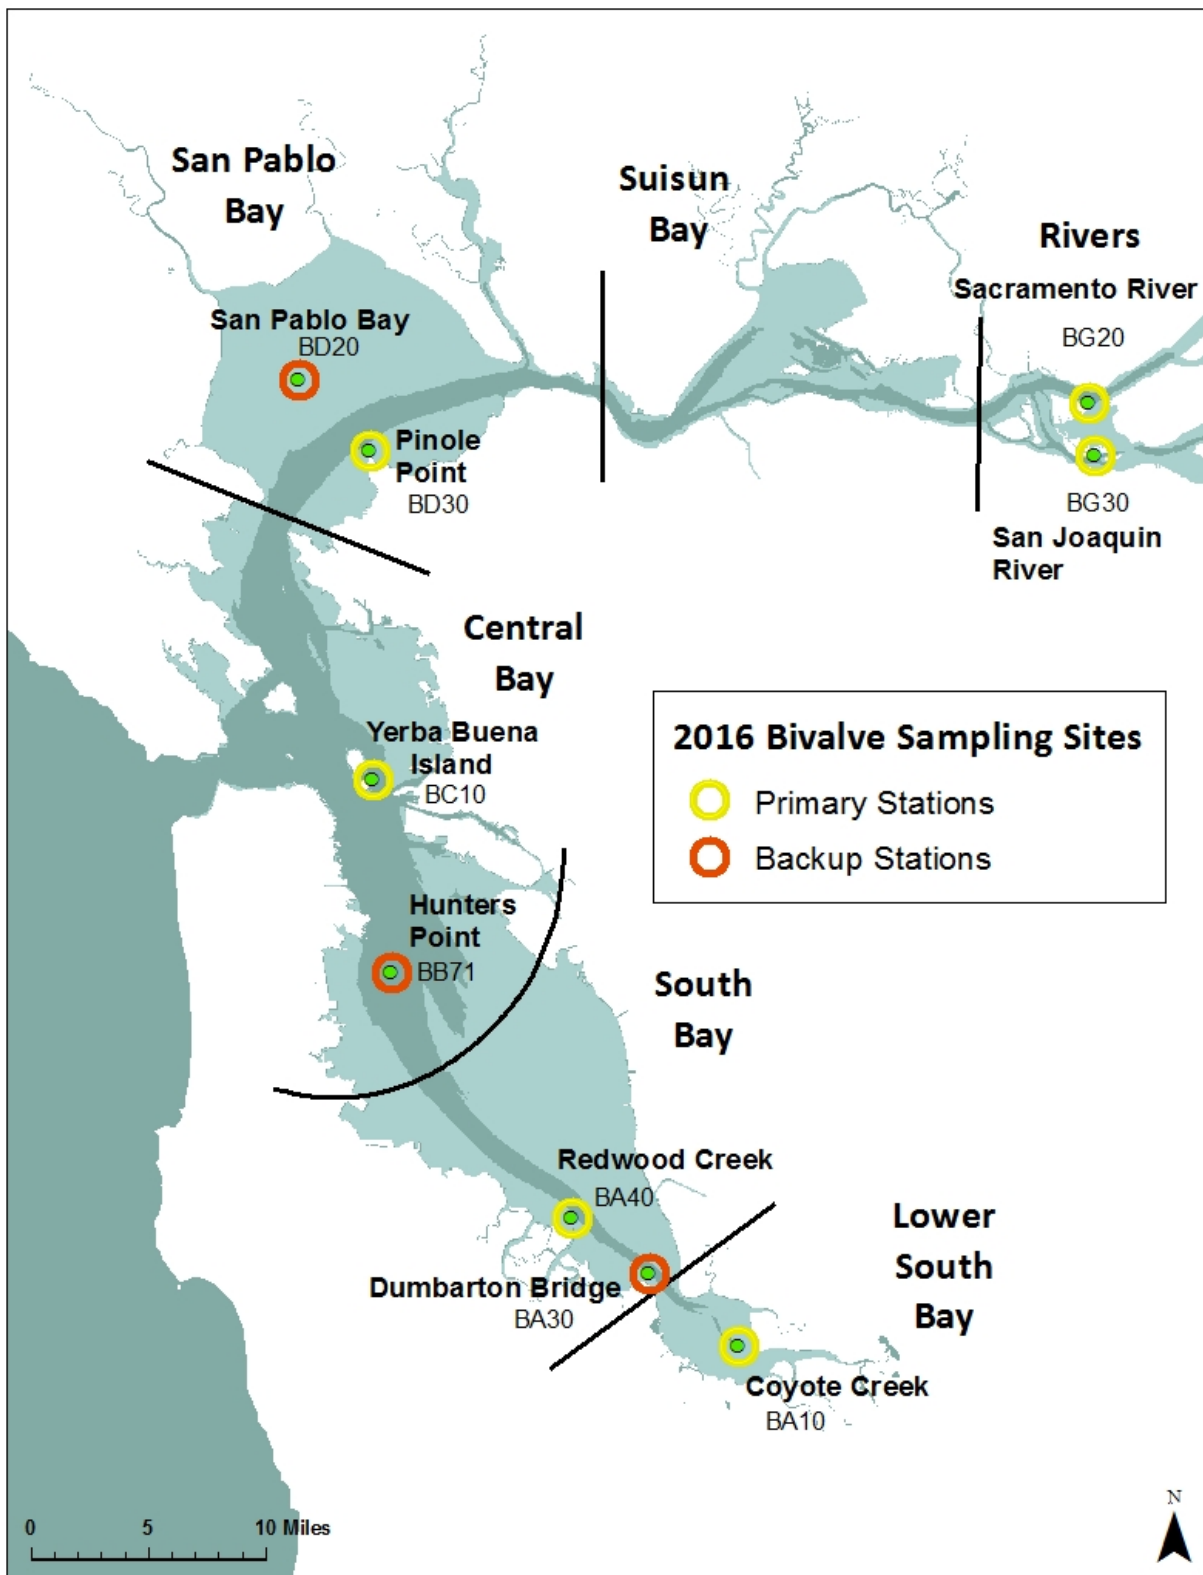 San Pablo
Bay
Suisun
Bay
Rivers
Sacramento River
BG20
San Pablo Bay
BD20
Pinole
Point
BD30
BG30
San Joaquin
River
Central
Bay
Yerba Buena
Island
BC10
2016 Bivalve Sampling Sites
Primary Stations
Backup Stations
Hunters
Point
BB71
South
Bay
Redwood Creek
BA40
Lower
South
Bay
Dumbarton Bridge
BA30
Coyote Creek
BA10
0 5 10 Miles
N